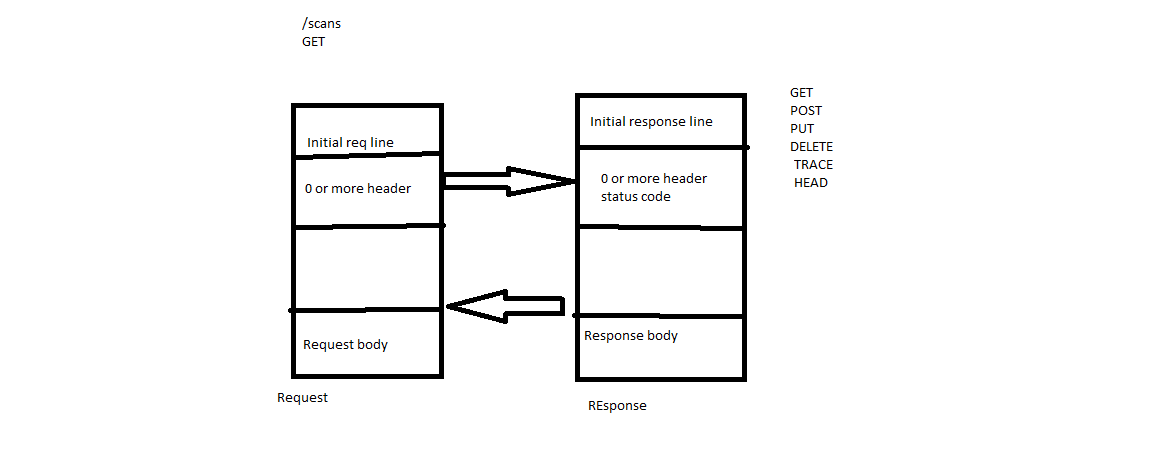 /scans
GET
Initial req line
0 or more header
Request body
Request
Initial response line
0 or more header
status code
Response body
REsponse
GET
POST
PUT
DELETE
TRACE
HEAD